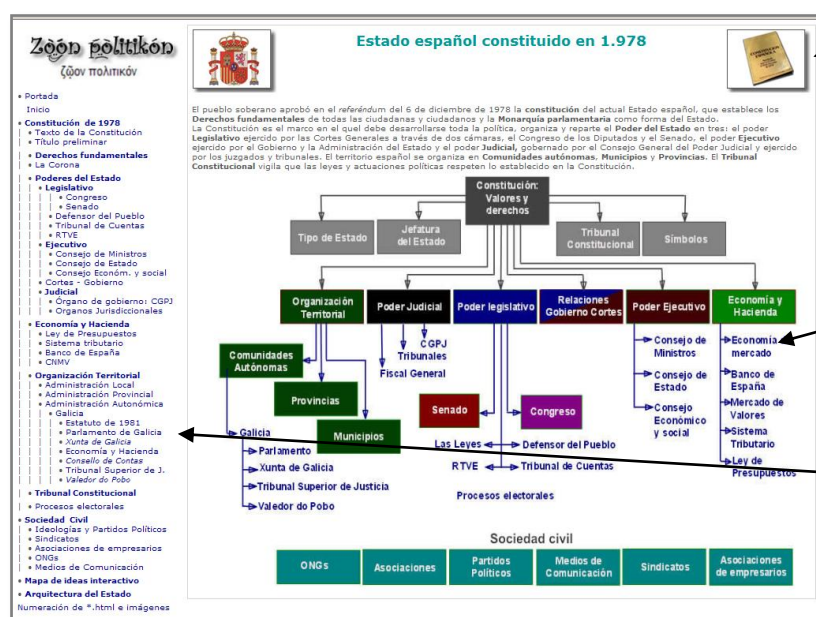 Zoón politikón
ζῷον πολιτικόν
• Portada
Inicio
• Constitución de 1978
• Texto de la Constitución
• Título preliminar
• Derechos fundamentales
• La Corona
• Poderes del Estado
• Legislativo
• Congreso
• Senado
• Defensor del Pueblo
• Tribunal de Cuentas
• RTVE
• Ejecutivo
• Consejo de Ministros
• Consejo de Estado
• Consejo Económ. y social
• Cortes - Gobierno
• Judicial
• Órgano de gobierno: CGPJ
• Organos Jurisdiccionales
• Economía y Hacienda
• Ley de Presupuestos
• Sistema tributario
• Banco de España
• CNMV
• Organización Territorial
• Administración Local
• Administración Provincial
• Administración Autonómica
• Galicia
• Estatuto de 1981
• Parlamento de Galicia
• Xunta de Galicia
• Economía y Hacienda
• Consello de Contas
• Tribunal Superior de J.
• Valedor do Pobo
• Tribunal Constitucional
• Procesos electorales
• Sociedad Civil
• Ideologías y Partidos Políticos
• Sindicatos
• Asociaciones de empresarios
• ONGs
• Medios de Comunicación
• Mapa de ideas interactivo
• Arquitectura del Estado
Numeración de *.html e imágenes
Estado español constituido en 1.978
El pueblo soberano aprobó en el referéndum del 6 de diciembre de 1978 la constitución del actual Estado español, que establece los
Derechos fundamentales de todas las ciudadanas y ciudadanos y la Monarquía parlamentaria como forma del Estado.
La Constitución es el marco en el quel debe desarrollarse toda la política, organiza y reparte el Poder del Estado en tres: el poder
Legislativo ejercido por las Cortes Generales a través de dos cámaras, el Congreso de los Diputados y el Senado, el poder Ejecutivo
ejercido por el Gobierno y la Administración del Estado y el poder Judicial, gobernado por el Consejo General del Poder Judicial y ejercido
por los juzgados y tribunales. El territorio español se organiza en Comunidades autónomas, Municipios y Provincias. El Tribunal
Constitucional vigila que las leyes y actuaciones políticas respeten lo establecido en la Constitución.
Constitución:
Valores y
derechos
Tipo de Estado
Jefatura
del Estado
Tribunal
Constitucional
Símbolos
Organización
Territorial
Poder Judicial
Poder legislativo
Relaciones
Gobierno Cortes
Poder Ejecutivo
Economía y
Hacienda
CGPJ
Tribunales
Fiscal General
Consejo de
Ministros
Consejo de
Estado
Consejo
Económico
y social
Economía
mercado
Banco de
España
Mercado de
Valores
Sistema
Tributario
Ley de
Presupuestos
Comunidades
Autónomas
Provincias
Municipios
Senado
Congreso
Galicia
Parlamento
Xunta de Galicia
Tribunal Superior de Justicia
Valedor do Pobo
Las Leyes
Defensor del Pueblo
RTVE
Tribunal de Cuentas
Procesos electorales
Sociedad civil
ONGs
Asociaciones
Partidos
Políticos
Medios de
Comunicación
Sindicatos
Asociaciones
de empresarios